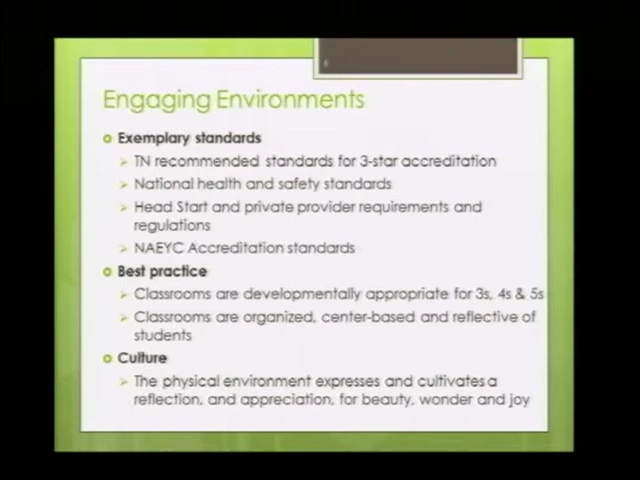 Engaging Environments
Exemplary standards
TN recommended standards for 3-star accreditation
National health and safety standards
Head Start and private provider requirements and
regulations
NAEYC Accreditation standards
Best practice
Classrooms are developmentally appropriate for 3s, 4s & 5s
Classrooms are organized, center-based and reflective of
students
Culture
The physical environment expresses and cultivates a
reflection, and appreciation, for beauty, wonder and joy